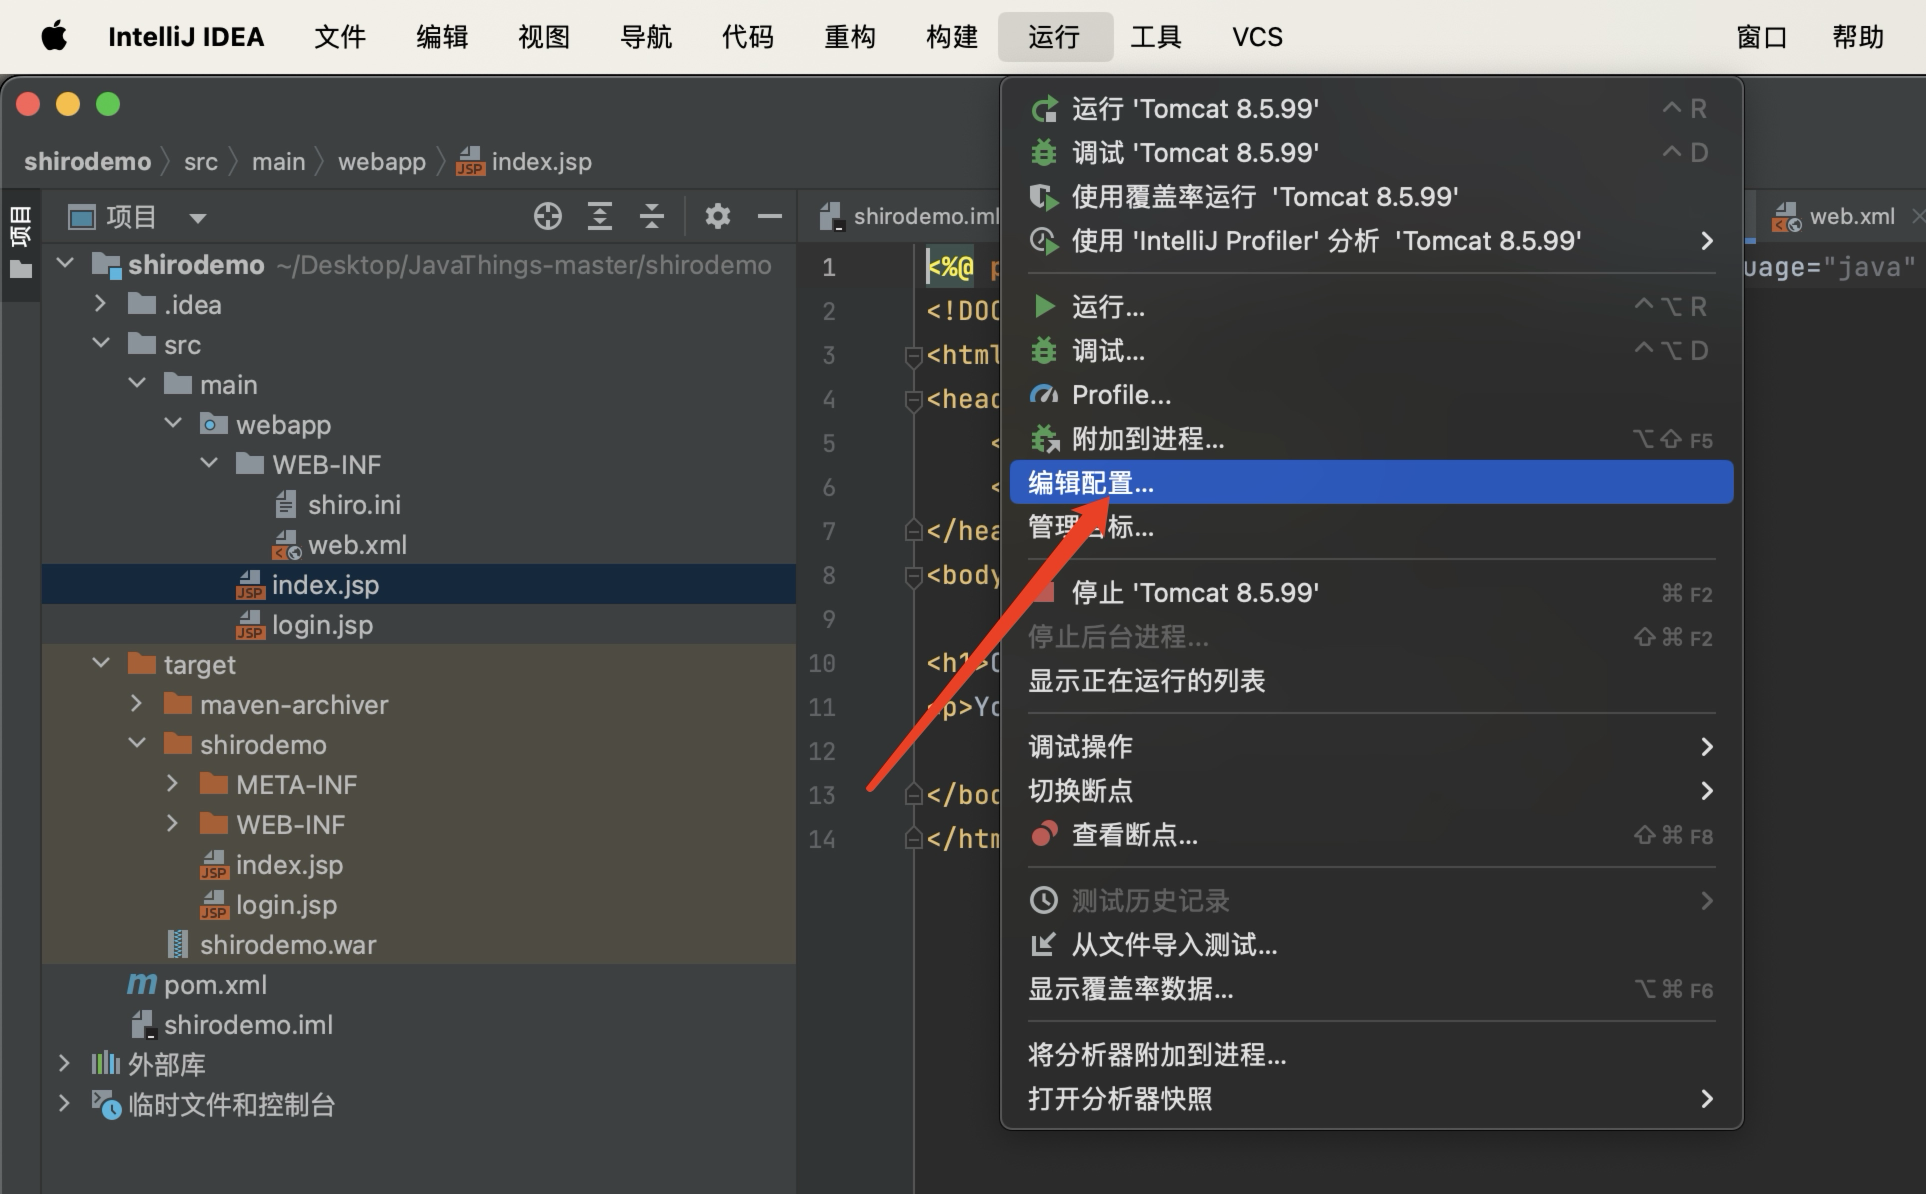 IntelliJ IDEA 文件 编辑 视图 导航 代码 重构 构建 运行 工具 VCS 窗口 帮助
shirodemo src main webapp index.jsp
项目
项目
shirodemo ~/Desktop/JavaThings-master/shirodemo
.idea
src
main
webapp
WEB-INF
shiro.ini
web.xml
index.jsp
login.jsp
target
maven-archiver
shirodemo
META-INF
WEB-INF
index.jsp
login.jsp
shirodemo.war
pom.xml
shirodemo.iml
外部库
临时文件和控制台
shirodemo.iml
web.xml
1 <%@ p
uage="java"
2 <!DOC
3 <html
4 <head
5 <
6 <
7 </hea
8 <body
9
10 <h1>
11 <p>Yo
12
13 </bod
14 </htm
运行 'Tomcat 8.5.99' ^ R
调试 'Tomcat 8.5.99' ^ D
使用覆盖率运行 'Tomcat 8.5.99'
使用 'IntelliJ Profiler' 分析 'Tomcat 8.5.99'
运行... ^⌥ R
调试... ^⌥ D
Profile...
附加到进程... ⌥⇧ F5
编辑配置...
管理目标...
停止 'Tomcat 8.5.99' ⌘ F2
停止后台进程... ⇧⌘ F2
显示正在运行的列表
调试操作
切换断点
查看断点... ⇧⌘ F8
测试历史记录
从文件导入测试...
显示覆盖率数据... ⌥⌘ F6
将分析器附加到进程...
打开分析器快照